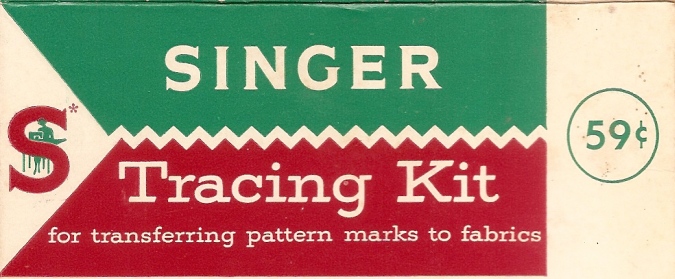 SINGER
S*
59¢
Tracing Kit
for transferring pattern marks to fabrics